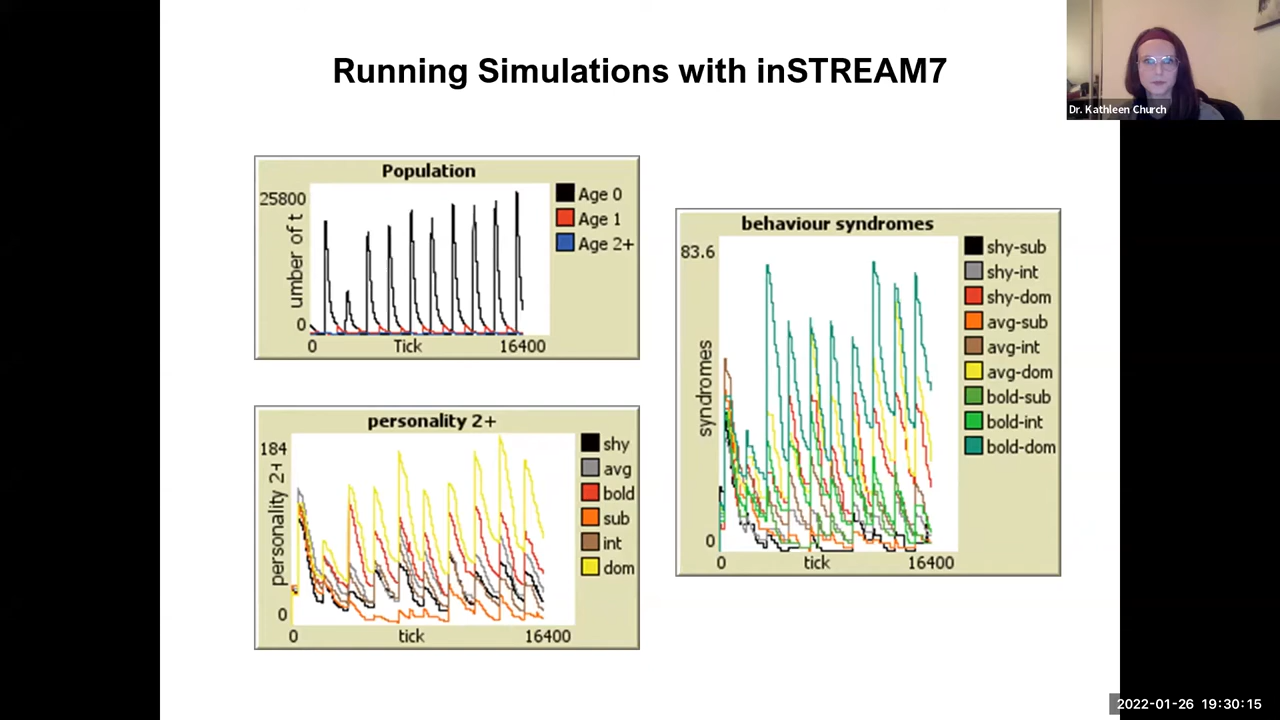 Running Simulations with inSTREAM7
Dr. Kathleen Church
Population
25800
umber of t
0
0
Tick
16400
Age 0
Age 1
Age 2+
personality 2+
184
personality 2+
0
0
tick
16400
shy
avg
bold
sub
int
dom
behaviour syndromes
83.6
syndromes
0
0
tick
16400
shy-sub
shy-int
shy-dom
avg-sub
avg-int
avg-dom
bold-sub
bold-int
bold-dom
2022-01-26 19:30:15